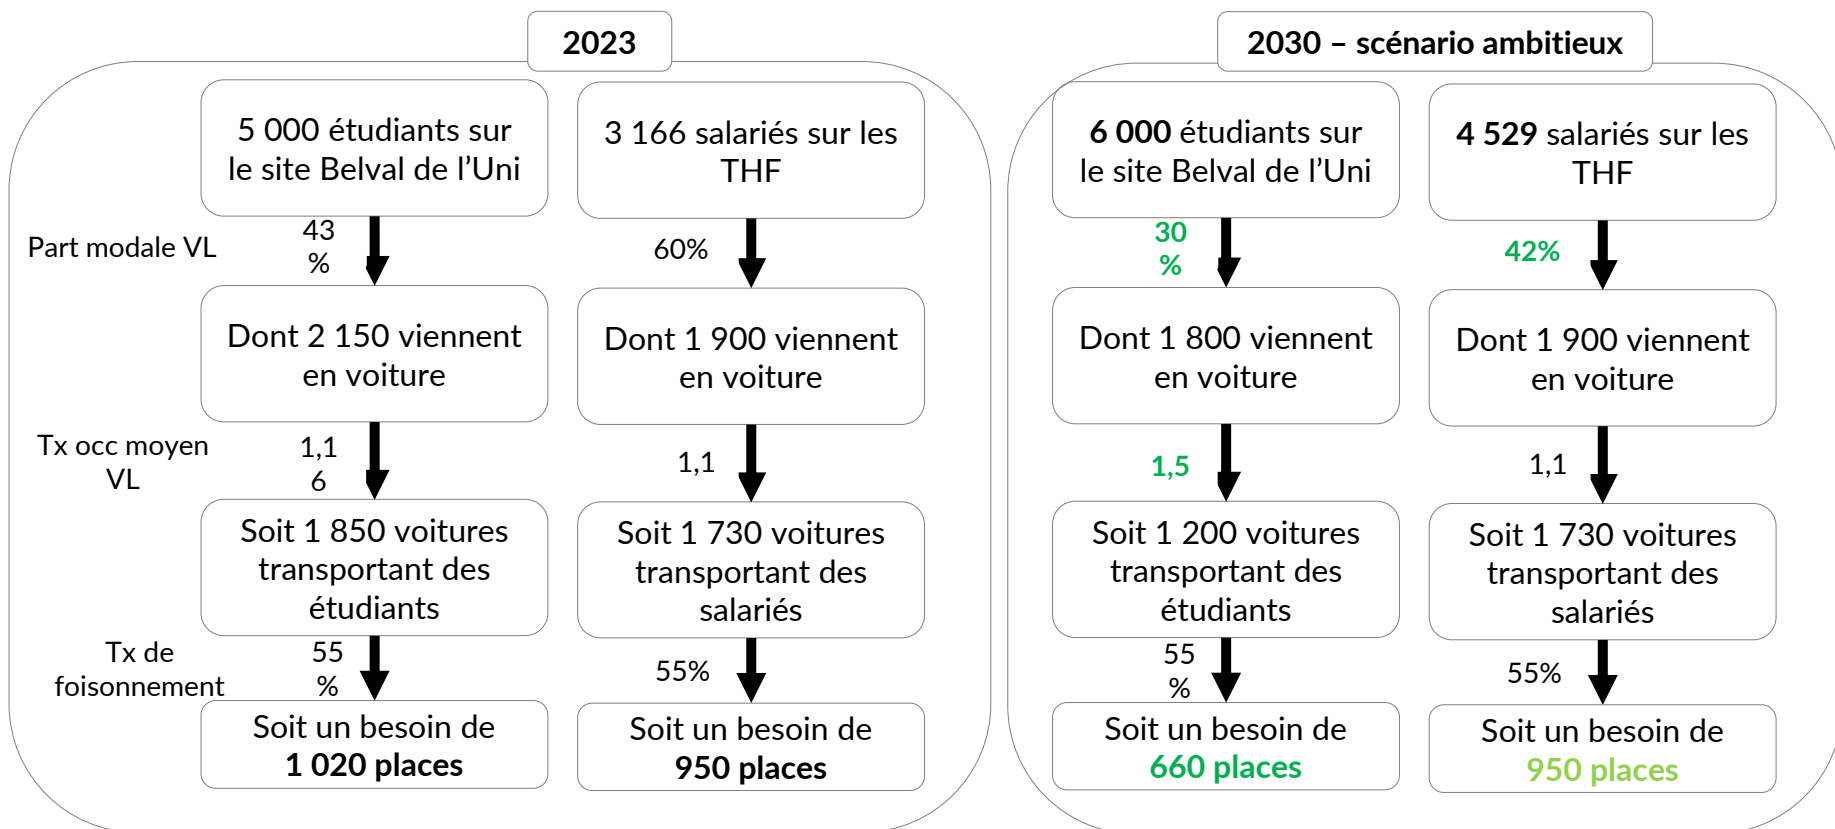 2023
5 000 étudiants sur
le site Belval de l’Uni
3 166 salariés sur les
THF
Part modale VL
43
%
60%
Dont 2 150 viennent
en voiture
Dont 1 900 viennent
en voiture
Tx occ moyen
VL
1,1
6
1,1
Soit 1 850 voitures
transportant des
étudiants
Soit 1 730 voitures
transportant des
salariés
Tx de
foisonnement
55
%
55%
Soit un besoin de
1 020 places
Soit un besoin de
950 places
2030 – scénario ambitieux
6 000 étudiants sur
le site Belval de l’Uni
4 529 salariés sur les
THF
30
%
42%
Dont 1 800 viennent
en voiture
Dont 1 900 viennent
en voiture
1,5
1,1
Soit 1 200 voitures
transportant des
étudiants
Soit 1 730 voitures
transportant des
salariés
55
%
55%
Soit un besoin de
660 places
Soit un besoin de
950 places